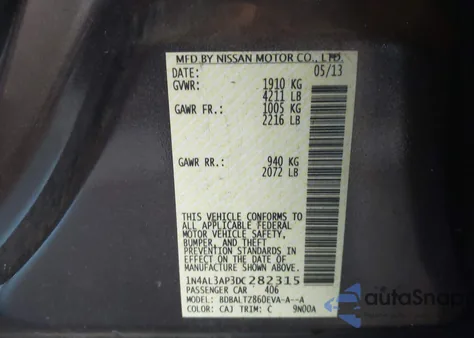 MFD.BY NISSAN MOTOR CO., LTD.
DATE: 05/13
GVWR: 1910 KG
4211 LB
GAWR FR.: 1005 KG
2216 LB
GAWR RR.: 940 KG
2072 LB
THIS VEHICLE CONFORMS TO
ALL APPLICABLE FEDERAL
MOTOR VEHICLE SAFETY,
BUMPER, AND THEFT
PREVENTION STANDARDS IN
EFFECT ON THE DATE OF
MANUFACTURE SHOWN ABOVE.
1N4AL3AP3DC282315
PASSENGER CAR 406
MODEL: BDBALTZ860EVA-A--A
COLOR: CAJ TRIM: C 9N00A
autoSnap